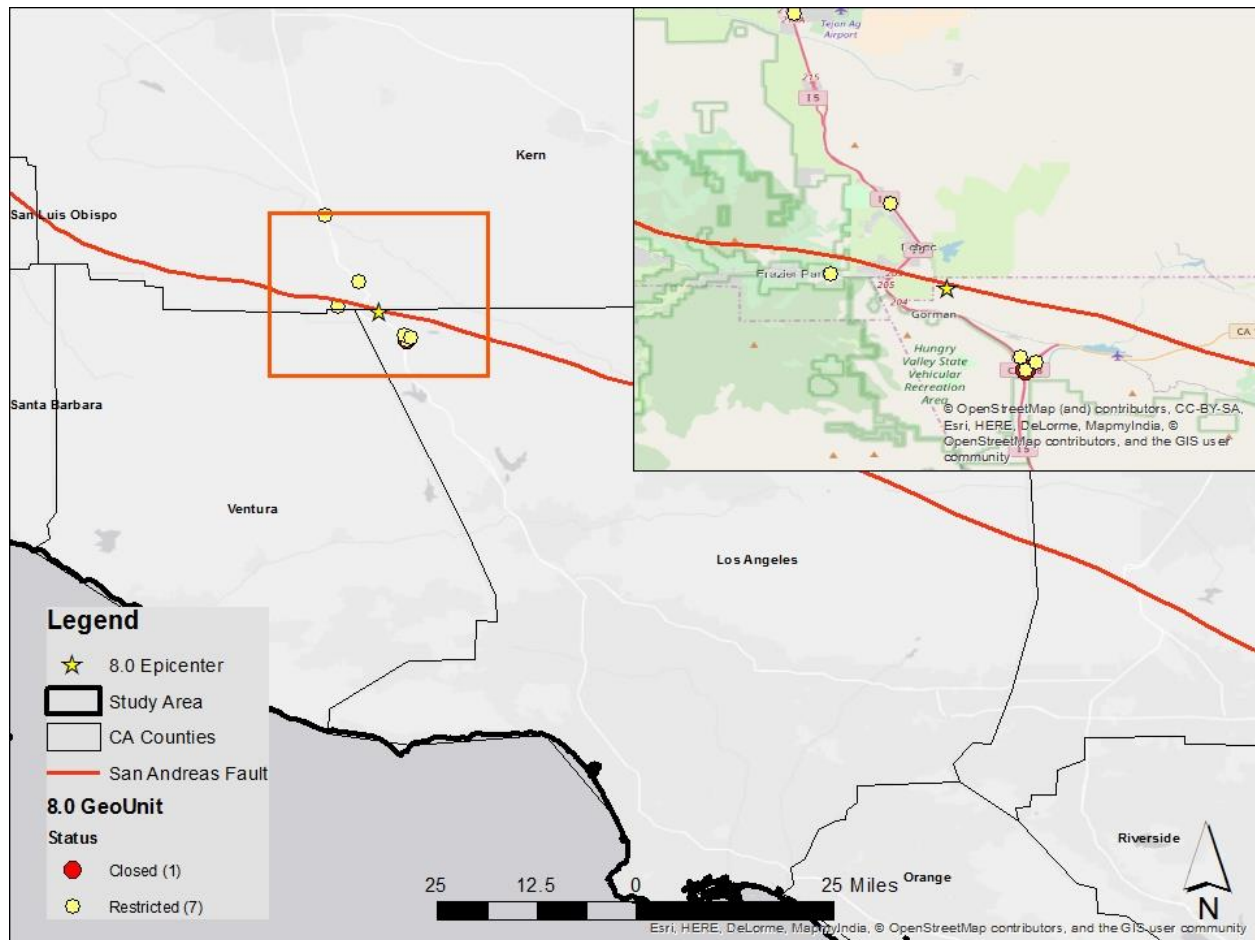 Kern
San Luis Obispo
Santa Barbara
Ventura
Los Angeles
Riverside
Orange
Tejon Ag
Airport
215
I 5
Lebec
Frazier Par
205
204
Gorman
Hungry
Valley State
Vehicular
Recreation
Area
CA
I 5
© OpenStreetMap (and) contributors, CC-BY-SA,
Esri, HERE, DeLorme, MapmyIndia, ©
OpenStreetMap contributors, and the GIS user
community
Legend
8.0 Epicenter
Study Area
CA Counties
San Andreas Fault
8.0 GeoUnit
Status
Closed (1)
Restricted (7)
25 12.5 0 25 Miles
N
Esri, HERE, DeLorme, MapmyIndia, © OpenStreetMap contributors, and the GIS user community